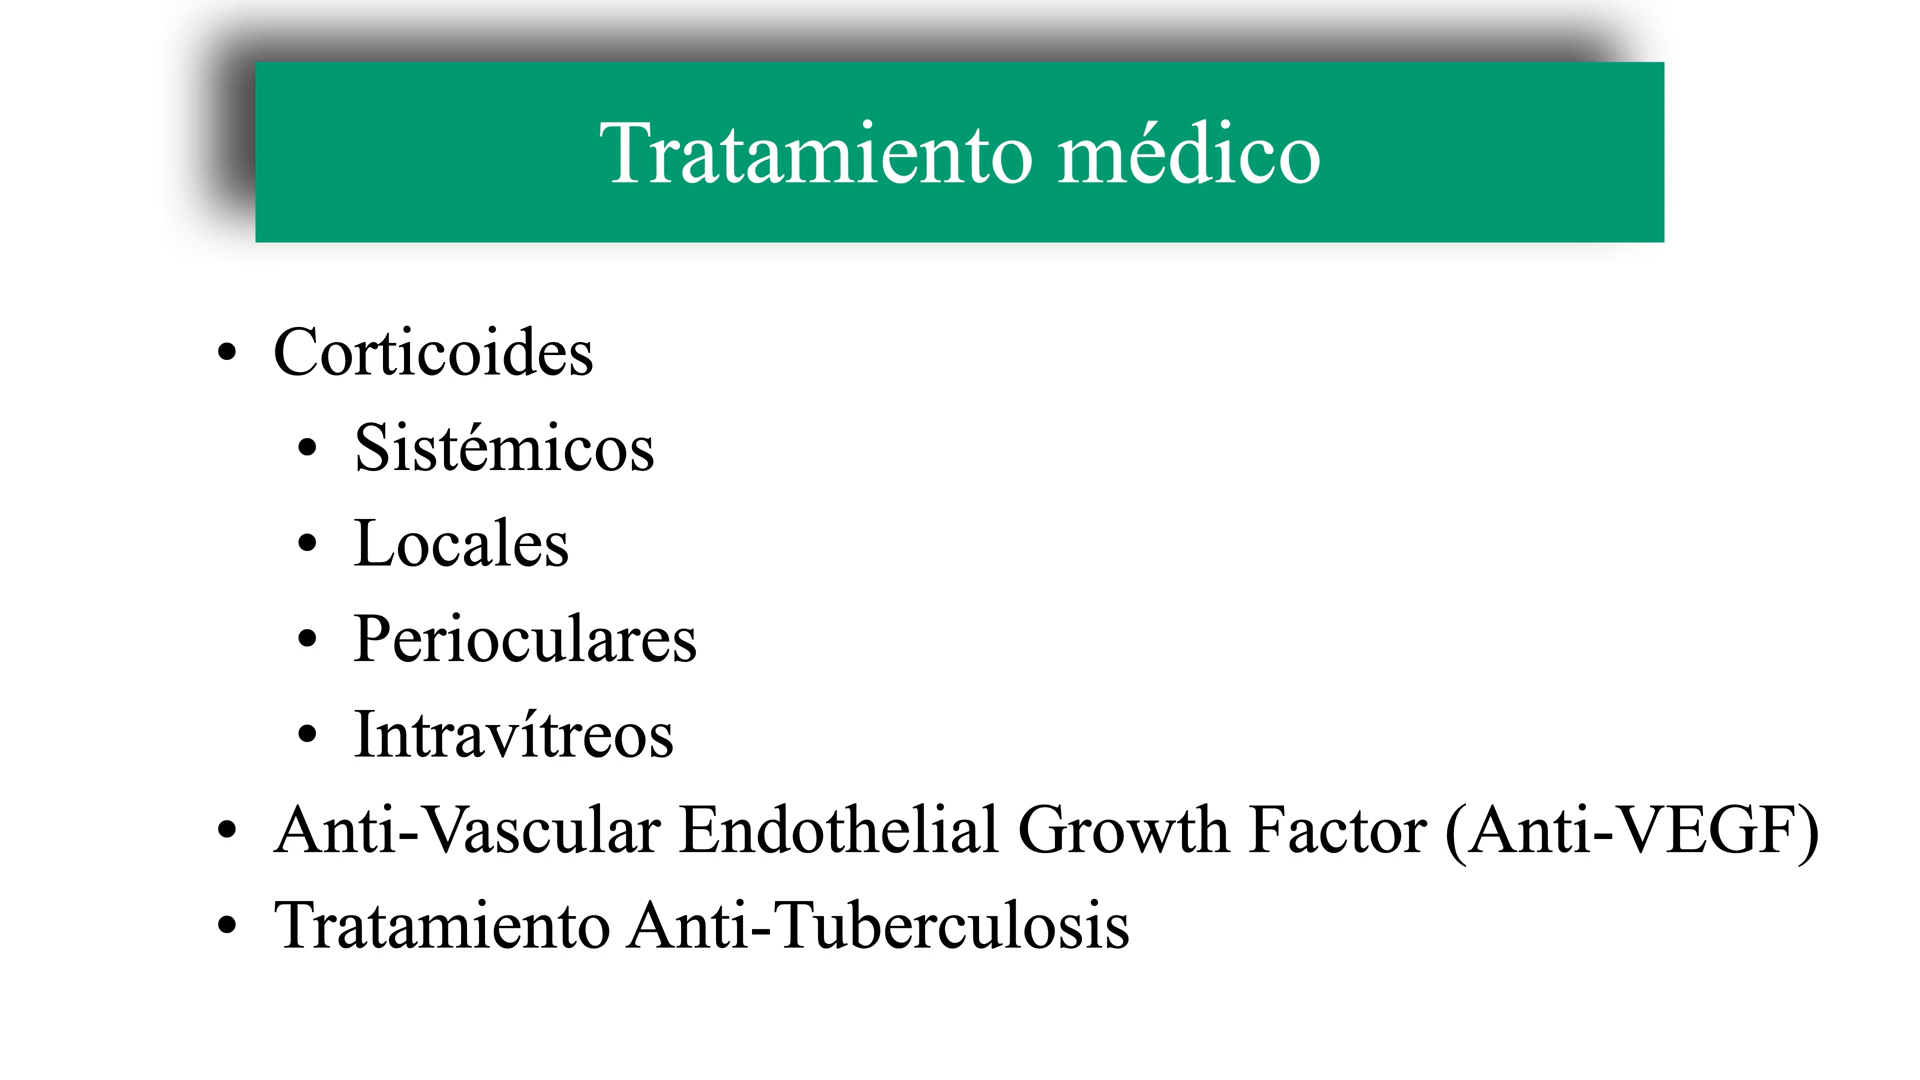 Tratamiento médico
• Corticoides
• Sistémicos
• Locales
• Perioculares
• Intravítreos
• Anti-Vascular Endothelial Growth Factor (Anti-VEGF)
• Tratamiento Anti-Tuberculosis